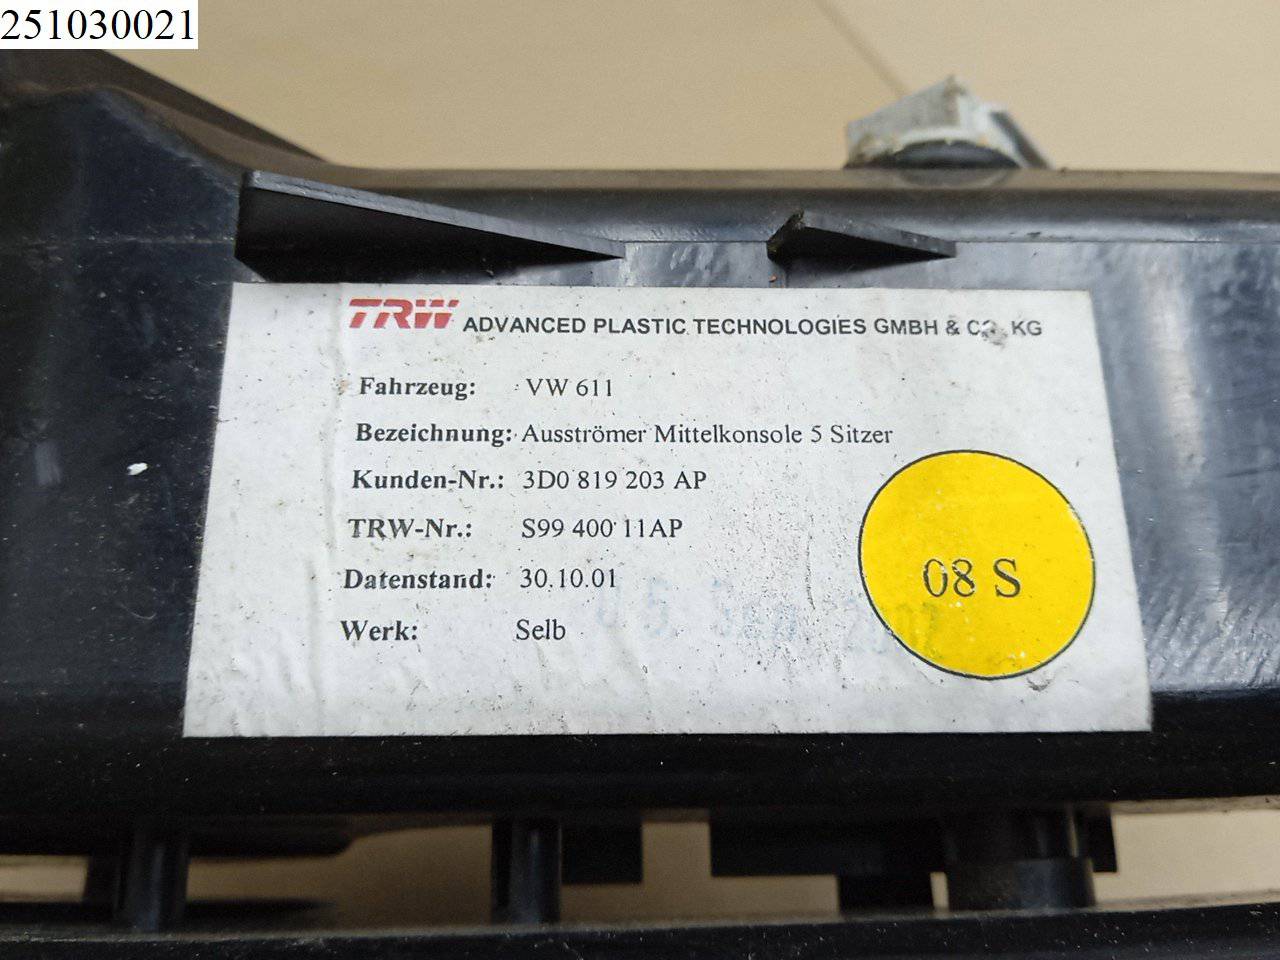 251030021
TRW ADVANCED PLASTIC TECHNOLOGIES GMBH & CO. KG
Fahrzeug: VW 611
Bezeichnung: Ausströmer Mittelkonsole 5 Sitzer
Kunden-Nr.: 3D0 819 203 AP
TRW-Nr.: S99 400 11AP
Datenstand: 30.10.01
Werk: Selb
08 S